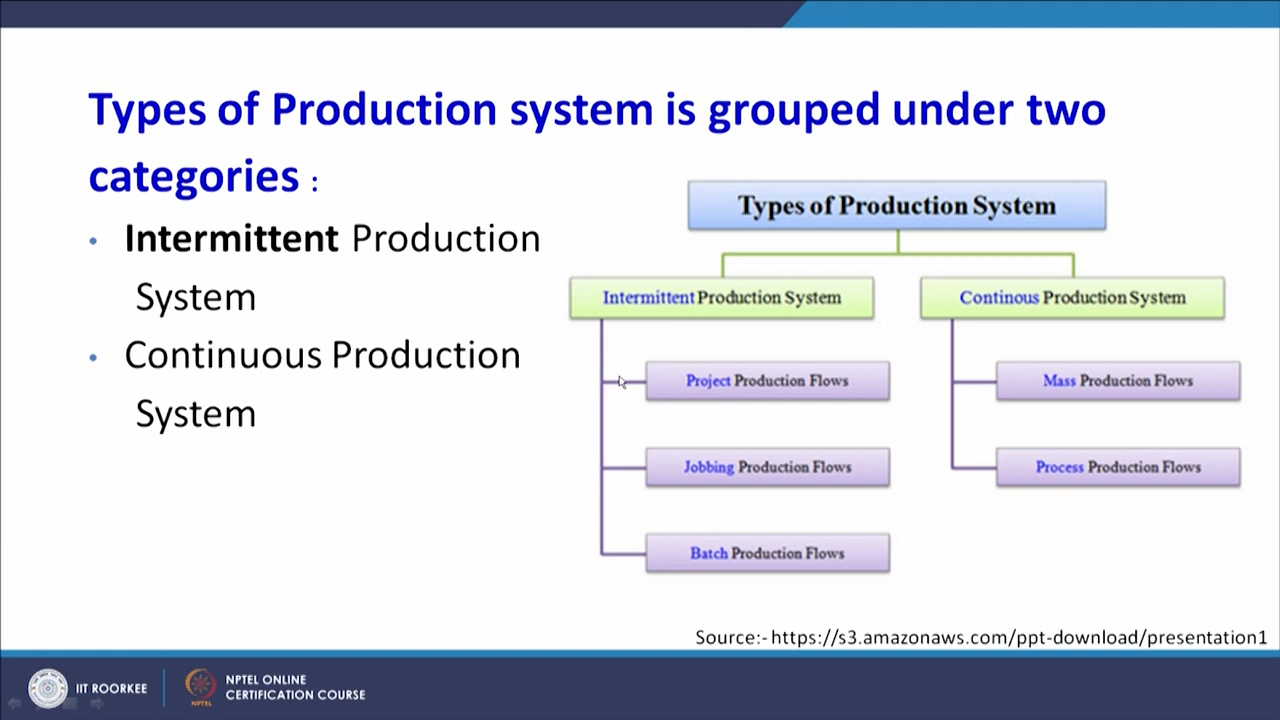 Types of Production system is grouped under two
categories :
• Intermittent Production
System
• Continuous Production
System
Types of Production System
Intermittent Production System
Continous Production System
Project Production Flows
Mass Production Flows
Jobbing Production Flows
Process Production Flows
Batch Production Flows
Source:- https://s3.amazonaws.com/ppt-download/presentation1
IIT ROORKEE
NPTEL
NPTEL ONLINE
CERTIFICATION COURSE